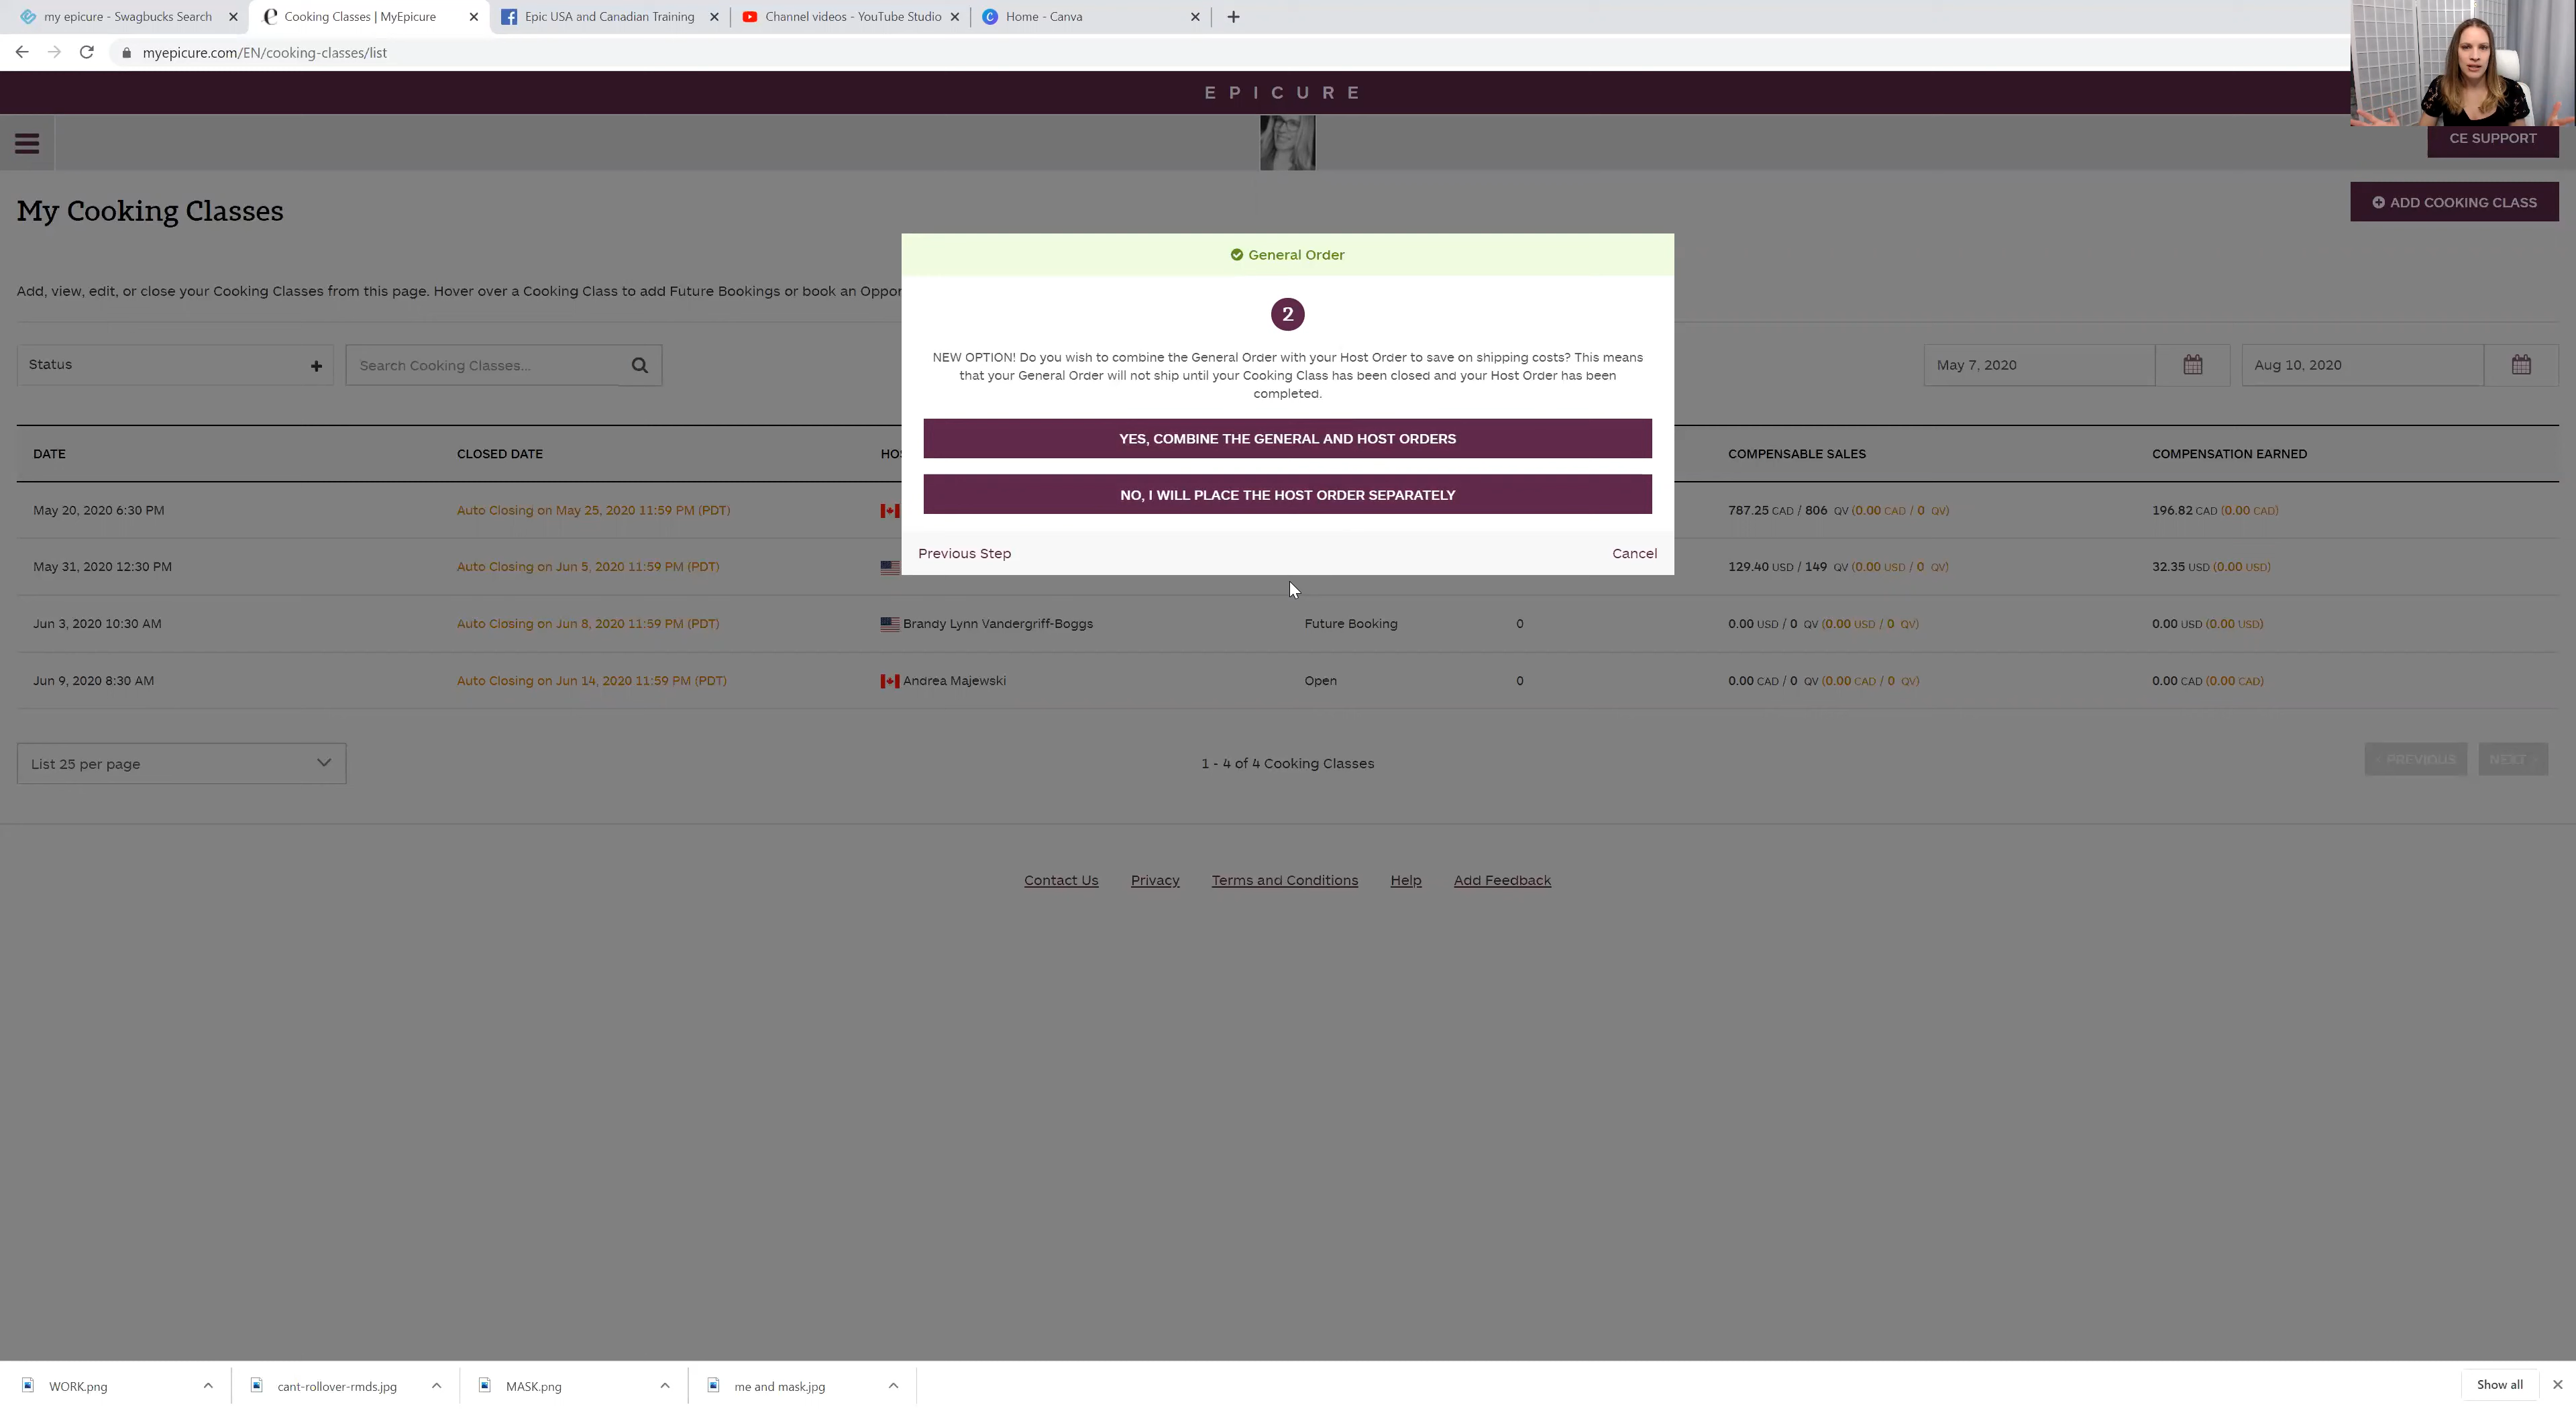 my epicure - Swagbucks Search
Cooking Classes | MyEpicure
Epic USA and Canadian Training
Channel videos - YouTube Studio
Home - Canva
myepicure.com/EN/cooking-classes/list
EPICURE
CE SUPPORT
My Cooking Classes
ADD COOKING CLASS
General Order
2
Add, view, edit, or close your Cooking Classes from this page. Hover over a Cooking Class to add Future Bookings or book an
NEW OPTION! Do you wish to combine the General Order with your Host Order to save on shipping costs? This means
that your General Order will not ship until your Cooking Class has been closed and your Host Order has been
completed.
YES, COMBINE THE GENERAL AND HOST ORDERS
NO, I WILL PLACE THE HOST ORDER SEPARATELY
Previous Step
Cancel
Status
Search Cooking Classes...
May 7, 2020
Aug 10, 2020
DATE CLOSED DATE COMPENSABLE SALES COMPENSATION EARNED
May 20, 2020 6:30 PM Auto Closing on May 25, 2020 11:59 PM (PDT) 787.25 CAD / 806 QV (0.00 CAD / 0 QV) 196.82 CAD (0.00 CAD)
May 31, 2020 12:30 PM Auto Closing on Jun 5, 2020 11:59 PM (PDT) 129.40 USD / 149 QV (0.00 USD / 0 QV) 32.35 USD (0.00 USD)
Jun 3, 2020 10:30 AM Auto Closing on Jun 8, 2020 11:59 PM (PDT) Brandy Lynn Vandergriff-Boggs Future Booking 0 0.00 USD / 0 QV (0.00 USD / 0 QV) 0.00 USD (0.00 USD)
Jun 9, 2020 8:30 AM Auto Closing on Jun 14, 2020 11:59 PM (PDT) Andrea Majewski Open 0 0.00 CAD / 0 QV (0.00 CAD / 0 QV) 0.00 CAD (0.00 CAD)
List 25 per page
1 - 4 of 4 Cooking Classes
PREVIOUS
NEXT
Contact Us Privacy Terms and Conditions Help Add Feedback
WORK.png
cant-rollover-rmds.jpg
MASK.png
me and mask.jpg
Show all